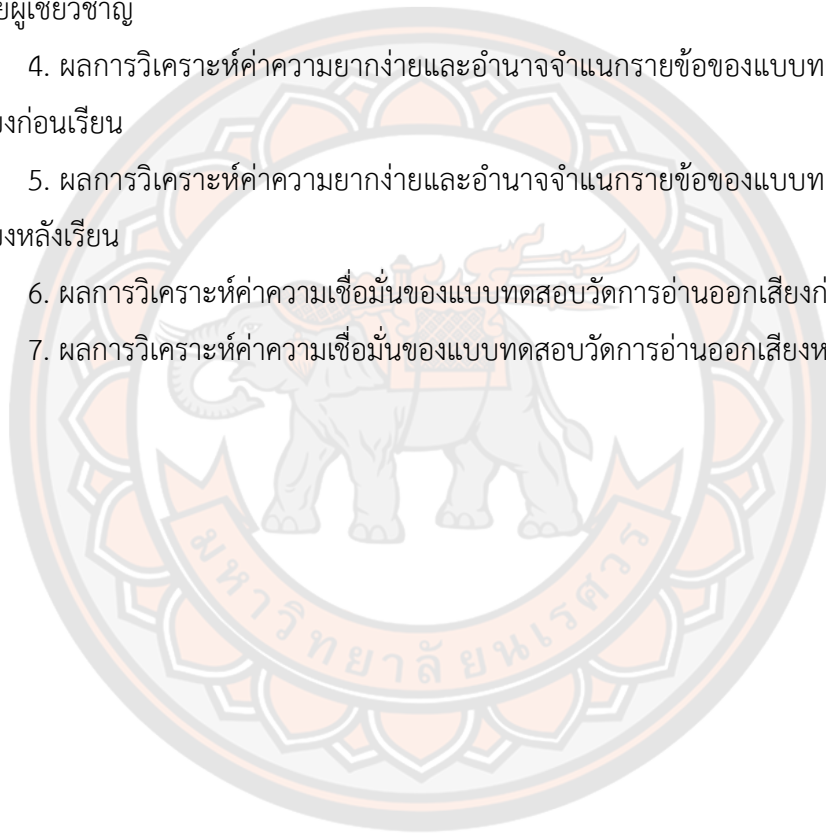 ยผู้เชี่ยวชาญ
4. ผลการวิเคราะห์ค่าความยากง่ายและอำนาจจำแนกรายข้อของแบบท
ยงก่อนเรียน
5. ผลการวิเคราะห์ค่าความยากง่ายและอำนาจจำแนกรายข้อของแบบท
ยงหลังเรียน
6. ผลการวิเคราะห์ค่าความเชื่อมั่นของแบบทดสอบวัดการอ่านออกเสียงก่
7. ผลการวิเคราะห์ค่าความเชื่อมั่นของแบบทดสอบวัดการอ่านออกเสียงห
มหาวิทยาลัยนเรศวร